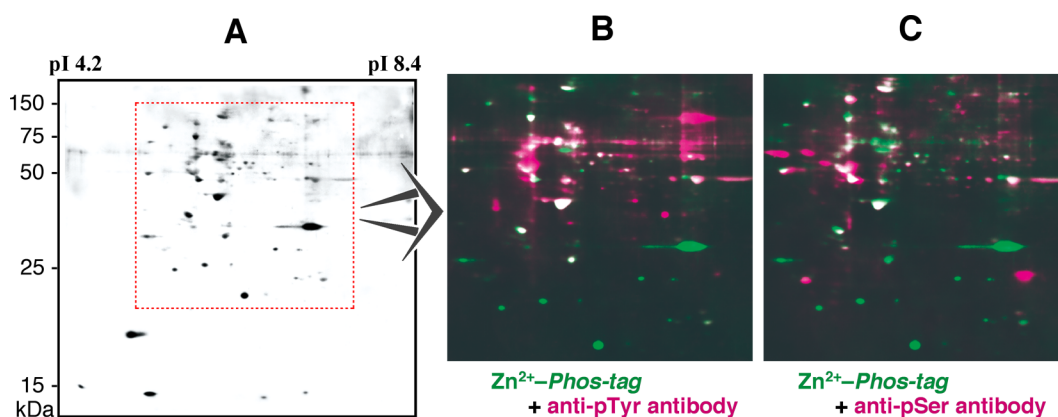 A
B
C
pI 4.2
pI 8.4
150
75
50
25
15
kDa
Zn²⁺–Phos-tag
+ anti-pTyr antibody
Zn²⁺–Phos-tag
+ anti-pSer antibody